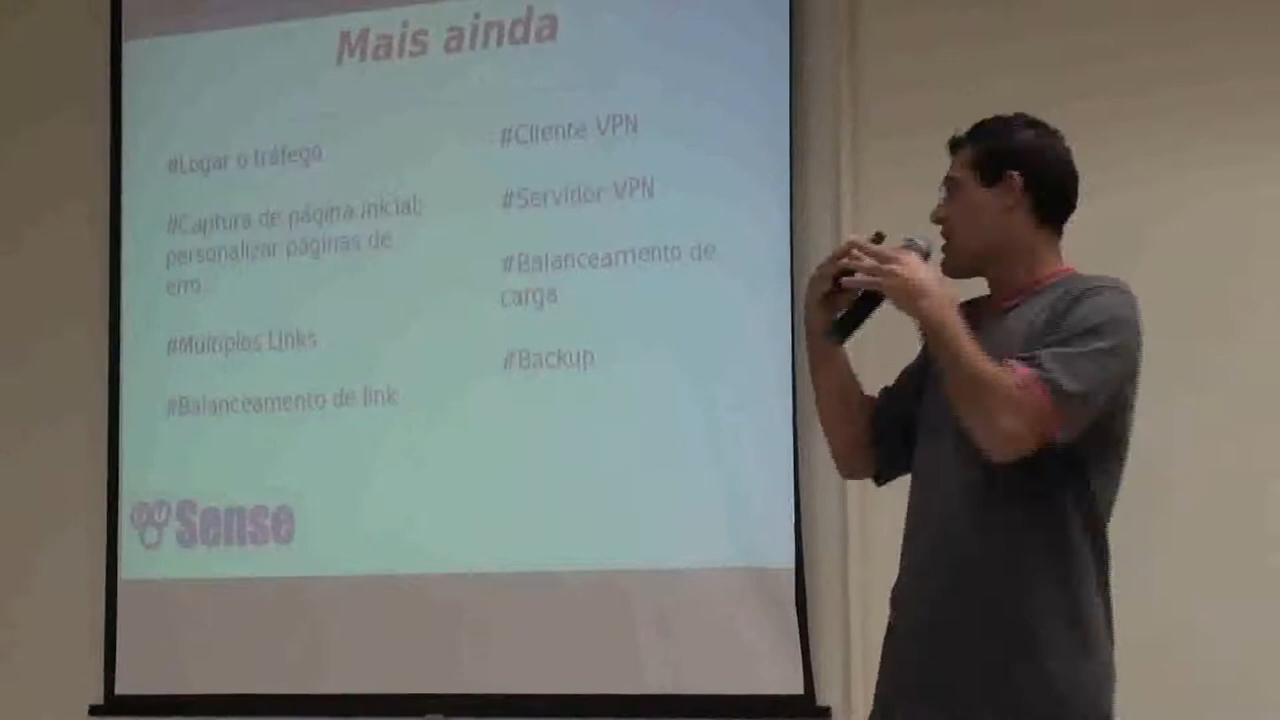 Mais ainda
#Logar o tráfego
#Captura de página inicial;
personalizar páginas de
erro..
#Múltiplos Links
#Balanceamento de link
#Cliente VPN
#Servidor VPN
#Balanceamento de
carga
#Backup
Sense